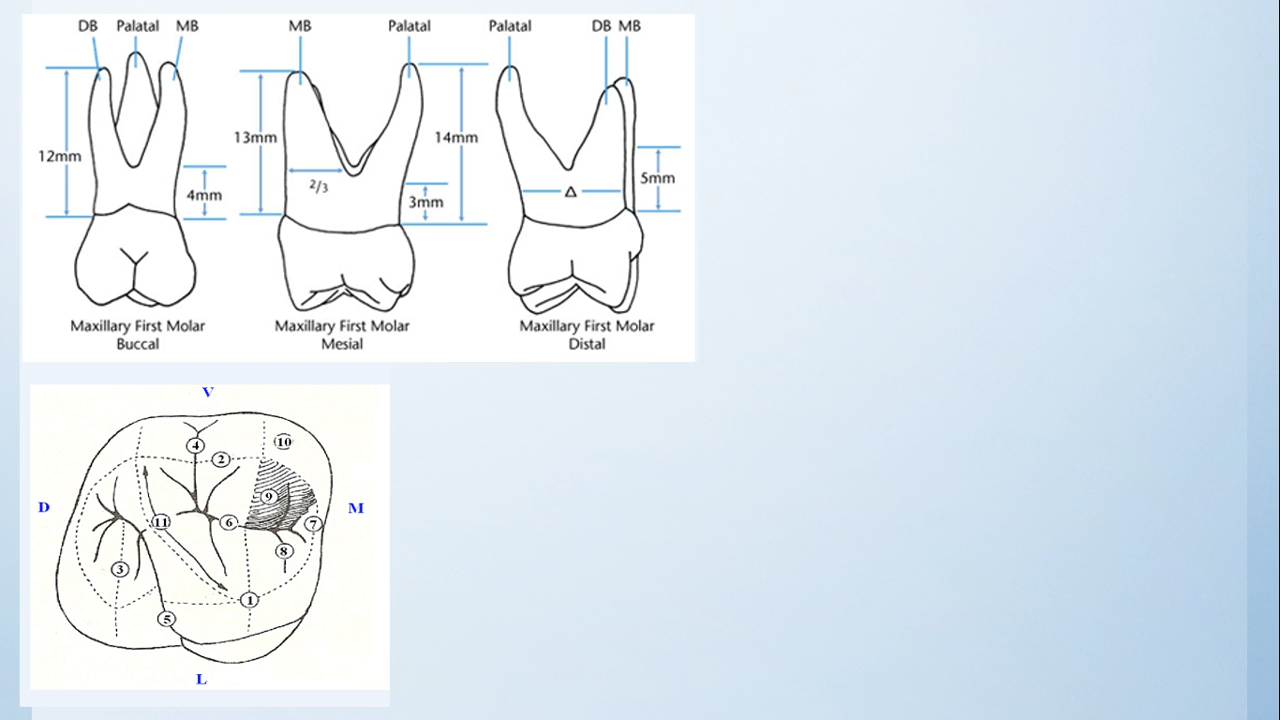 DB Palatal MB
MB Palatal
Palatal DB MB
12mm
4mm
13mm
2/3
14mm
3mm
Δ
5mm
Maxillary First Molar
Buccal
Maxillary First Molar
Mesial
Maxillary First Molar
Distal
V
4
10
2
9
D
M
11
6
7
8
3
1
5
L